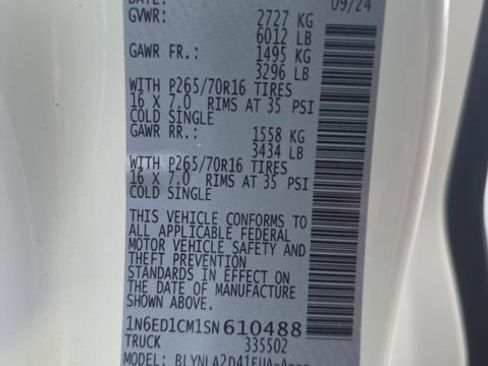 DATE: 09/24
GVWR: 2727 KG
6012 LB
GAWR FR.: 1495 KG
3296 LB
WITH P265/70R16 TIRES
16 X 7.0 RIMS AT 35 PSI
COLD SINGLE
GAWR RR.: 1558 KG
3434 LB
WITH P265/70R16 TIRES
16 X 7.0 RIMS AT 35 PSI
COLD SINGLE
THIS VEHICLE CONFORMS TO
ALL APPLICABLE FEDERAL
MOTOR VEHICLE SAFETY AND
THEFT PREVENTION
STANDARDS IN EFFECT ON
THE DATE OF MANUFACTURE
SHOWN ABOVE.
1N6ED1CM1SN610488
TRUCK 335502
MODEL: